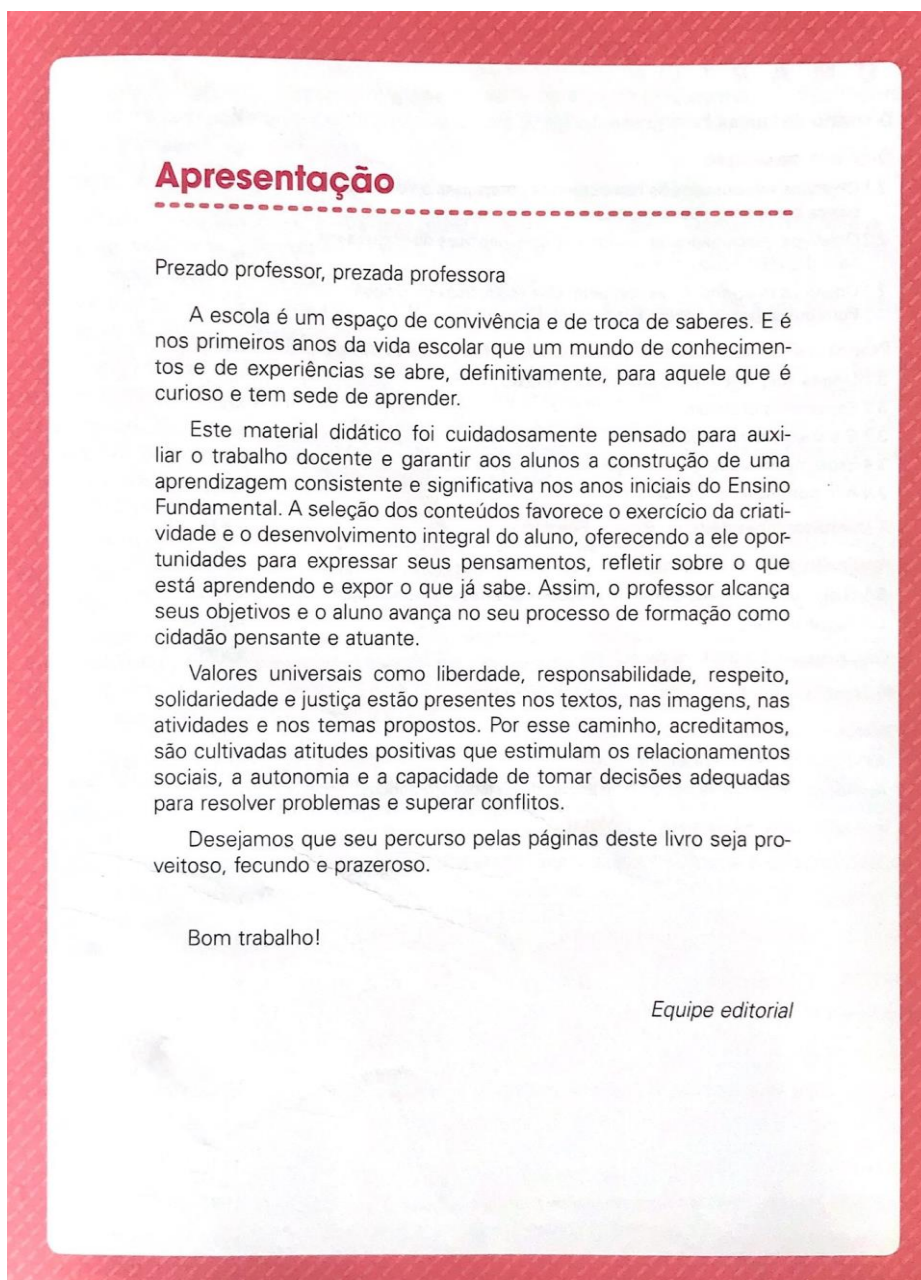 Apresentação
Prezado professor, prezada professora
A escola é um espaço de convivência e de troca de saberes. E é
nos primeiros anos da vida escolar que um mundo de conhecimen-
tos e de experiências se abre, definitivamente, para aquele que é
curioso e tem sede de aprender.
Este material didático foi cuidadosamente pensado para auxi-
liar o trabalho docente e garantir aos alunos a construção de uma
aprendizagem consistente e significativa nos anos iniciais do Ensino
Fundamental. A seleção dos conteúdos favorece o exercício da criati-
vidade e o desenvolvimento integral do aluno, oferecendo a ele opor-
tunidades para expressar seus pensamentos, refletir sobre o que
está aprendendo e expor o que já sabe. Assim, o professor alcança
seus objetivos e o aluno avança no seu processo de formação como
cidadão pensante e atuante.
Valores universais como liberdade, responsabilidade, respeito,
solidariedade e justiça estão presentes nos textos, nas imagens, nas
atividades e nos temas propostos. Por esse caminho, acreditamos,
são cultivadas atitudes positivas que estimulam os relacionamentos
sociais, a autonomia e a capacidade de tomar decisões adequadas
para resolver problemas e superar conflitos.
Desejamos que seu percurso pelas páginas deste livro seja pro-
veitoso, fecundo e prazeroso.
Bom trabalho!
Equipe editorial